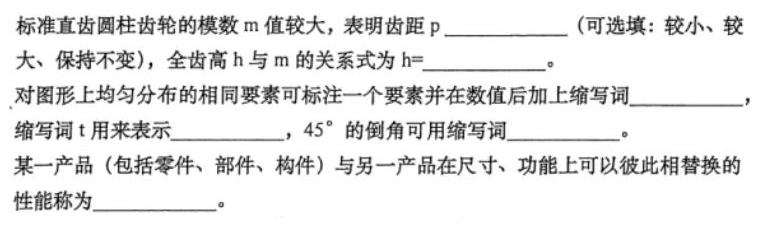 标准直齿圆柱齿轮的模数 m 值较大，表明齿距 p____________（可选填：较小、较
大、保持不变），全齿高 h 与 m 的关系式为 h=____________。
对图形上均匀分布的相同要素可标注一个要素并在数值后加上缩写词____________，
缩写词 t 用来表示____________，45°的倒角可用缩写词____________。
某一产品（包括零件、部件、构件）与另一产品在尺寸、功能上可以彼此相替换的
性能称为____________。